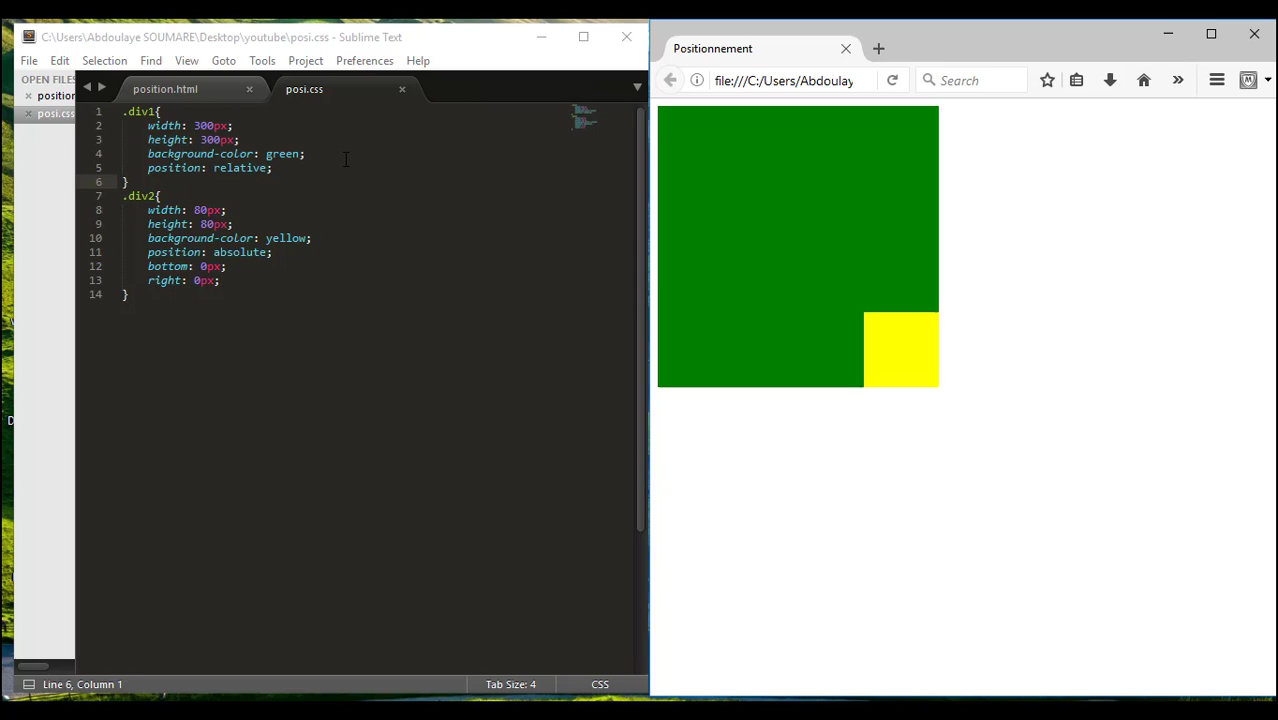 C:\Users\Abdoulaye SOUMARE\Desktop\youtube\posi.css - Sublime Text
File Edit Selection Find View Goto Tools Project Preferences Help
OPEN FILES
position
posi.css
position.html
posi.css
1 .div1{
2 width: 300px;
3 height: 300px;
4 background-color: green;
5 position: relative;
6 }
7 .div2{
8 width: 80px;
9 height: 80px;
10 background-color: yellow;
11 position: absolute;
12 bottom: 0px;
13 right: 0px;
14 }
Line 6, Column 1
Tab Size: 4
CSS
Positionnement
file:///C:/Users/Abdoulay
Search